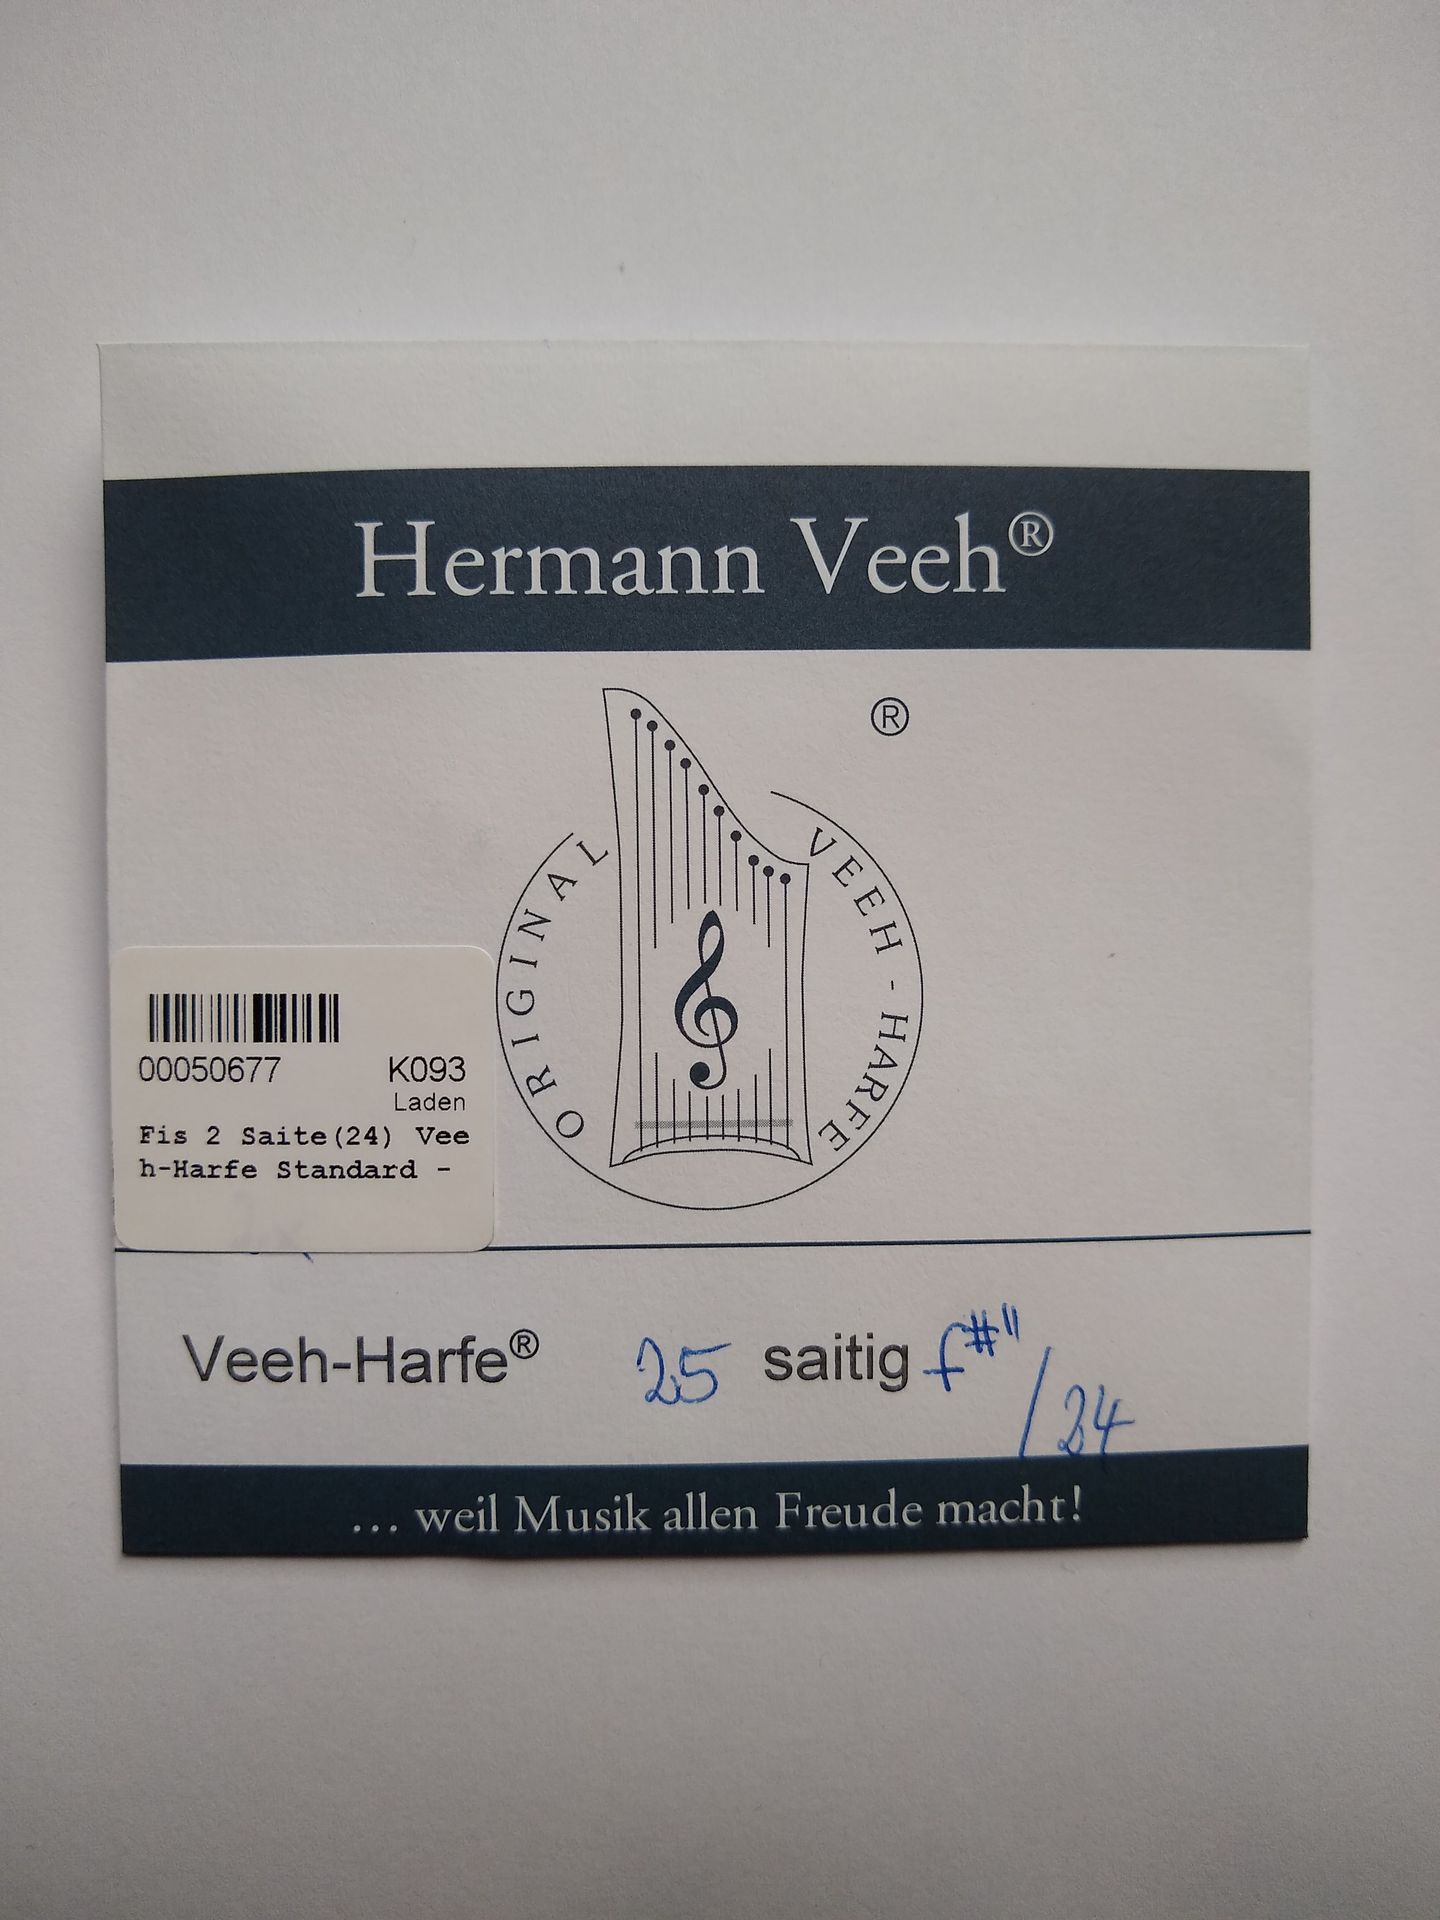 Hermann Veeh®
®
ORIGINAL VEEH-HARFE
00050677 K093
Laden
Fis 2 Saite(24) Vee
h-Harfe Standard -
Veeh-Harfe® 25 saitig f#"
/24
... weil Musik allen Freude macht!